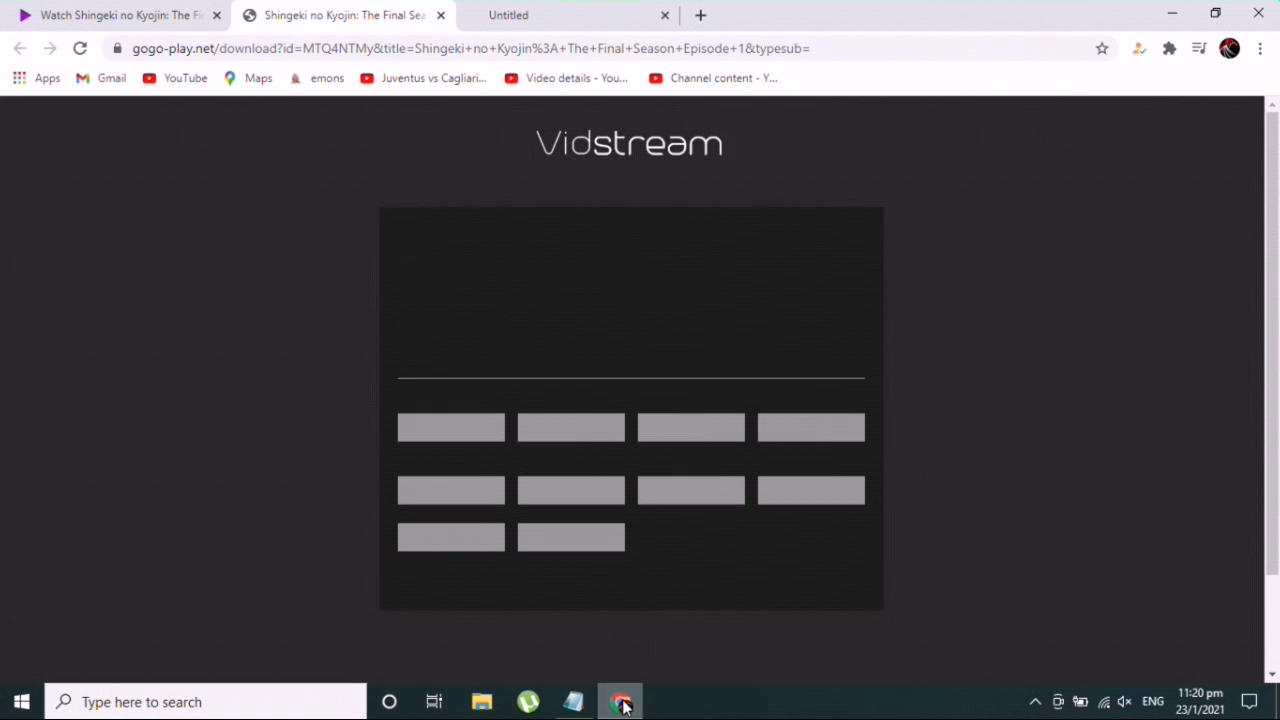 Watch Shingeki no Kyojin: The Fi
Shingeki no Kyojin: The Final Sea
Untitled
gogo-play.net/download?id=MTQ4NTMy&title=Shingeki+no+Kyojin%3A+The+Final+Season+Episode+1&typesub=
Apps
Gmail
YouTube
Maps
emons
Juventus vs Cagliari...
Video details - You...
Channel content - Y...
Vidstream
Type here to search
ENG
11:20 pm
23/1/2021